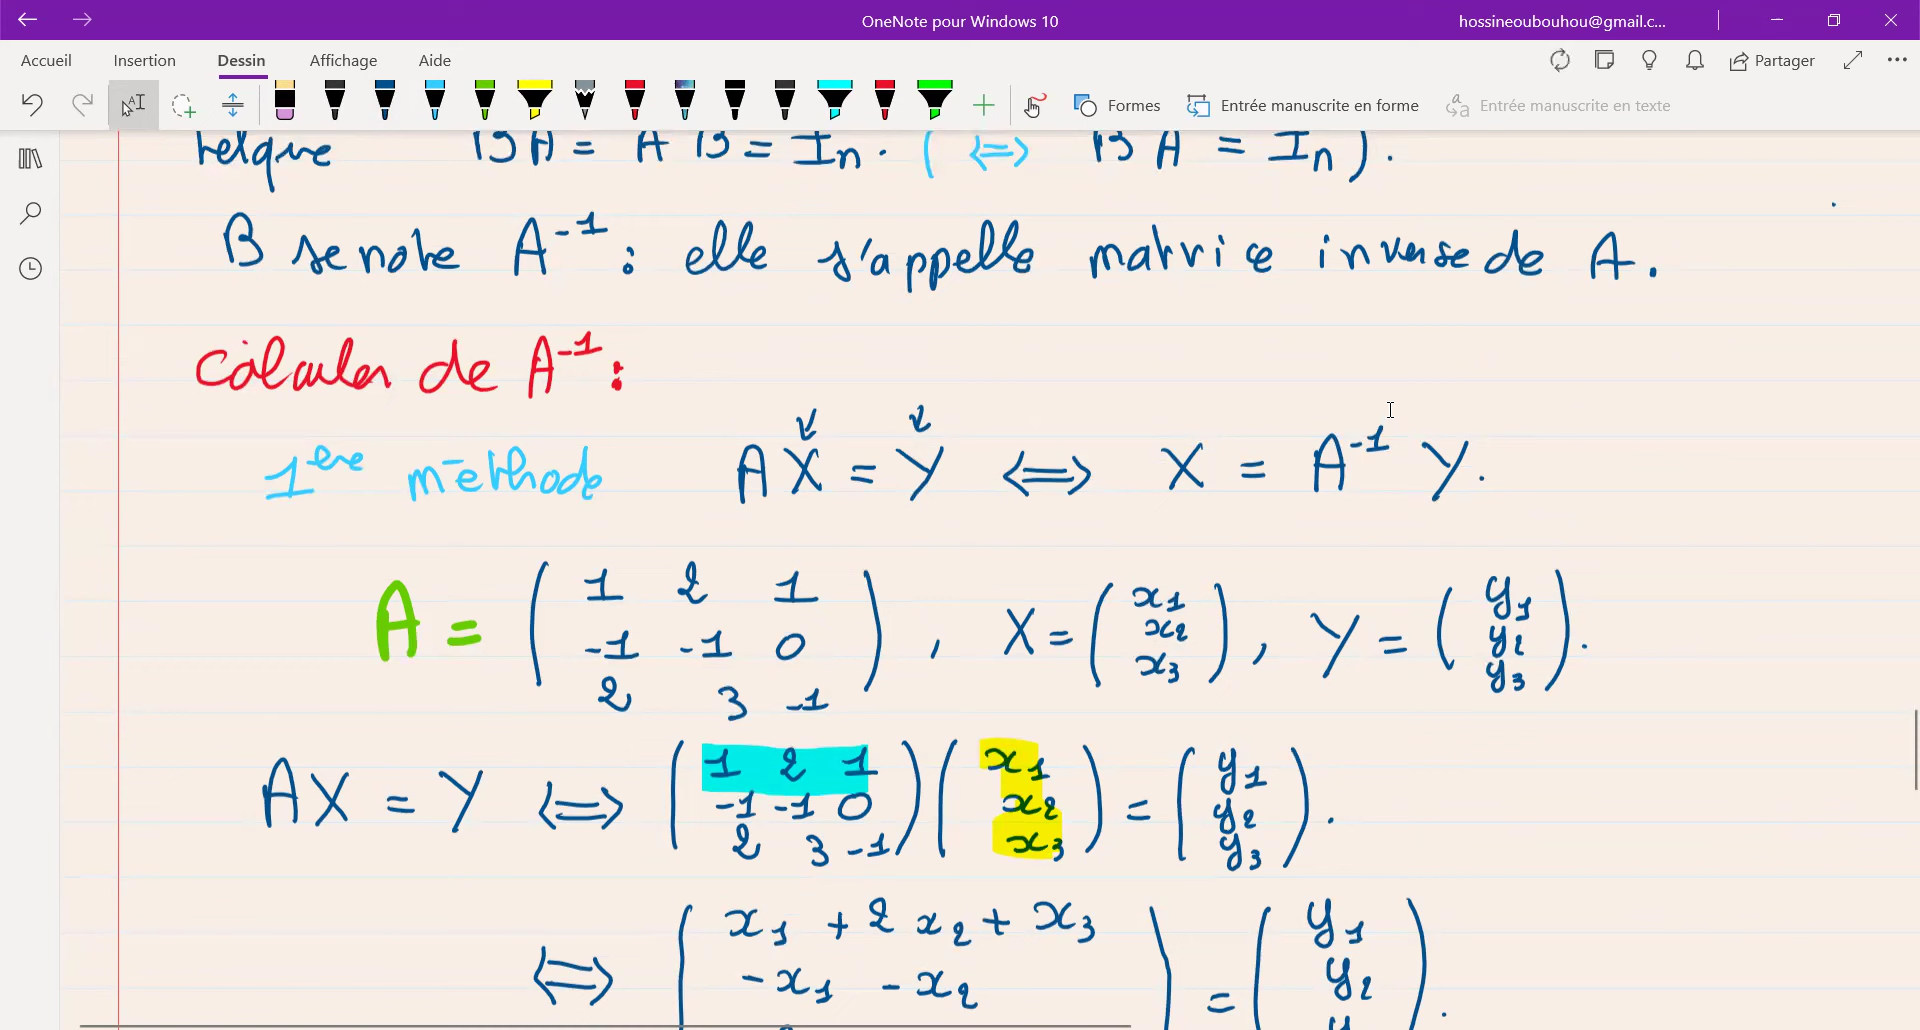 OneNote pour Windows 10
hossineoubouhou@gmail.c...
Accueil Insertion Dessin Affichage Aide Partager
Formes Entrée manuscrite en forme Entrée manuscrite en texte
telque BA = AB = In. ( ⟺ BA = In ).
B se note A⁻¹ : elle s'appelle matrice inverse de A.
Calculer de A⁻¹ :
1ère méthode AX = Y ⟺ X = A⁻¹ Y.
A = ( 1 2 1 ) , X = ( x1 ) , Y = ( y1 ) .
-1 -1 0 x2 y2
2 3 -1 x3 y3
AX = Y ⟺ ( 1 2 1 ) ( x1 ) = ( y1 ) .
-1 -1 0 x2 y2
2 3 -1 x3 y3
⟺ ( x1 + 2 x2 + x3 ) = ( y1 ) .
-x1 - x2 y2